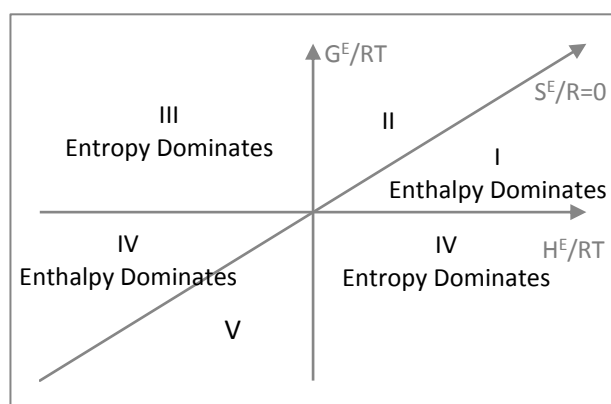 G^E/RT
S^E/R=0
III
Entropy Dominates
II
I
Enthalpy Dominates
H^E/RT
IV
Enthalpy Dominates
IV
Entropy Dominates
V